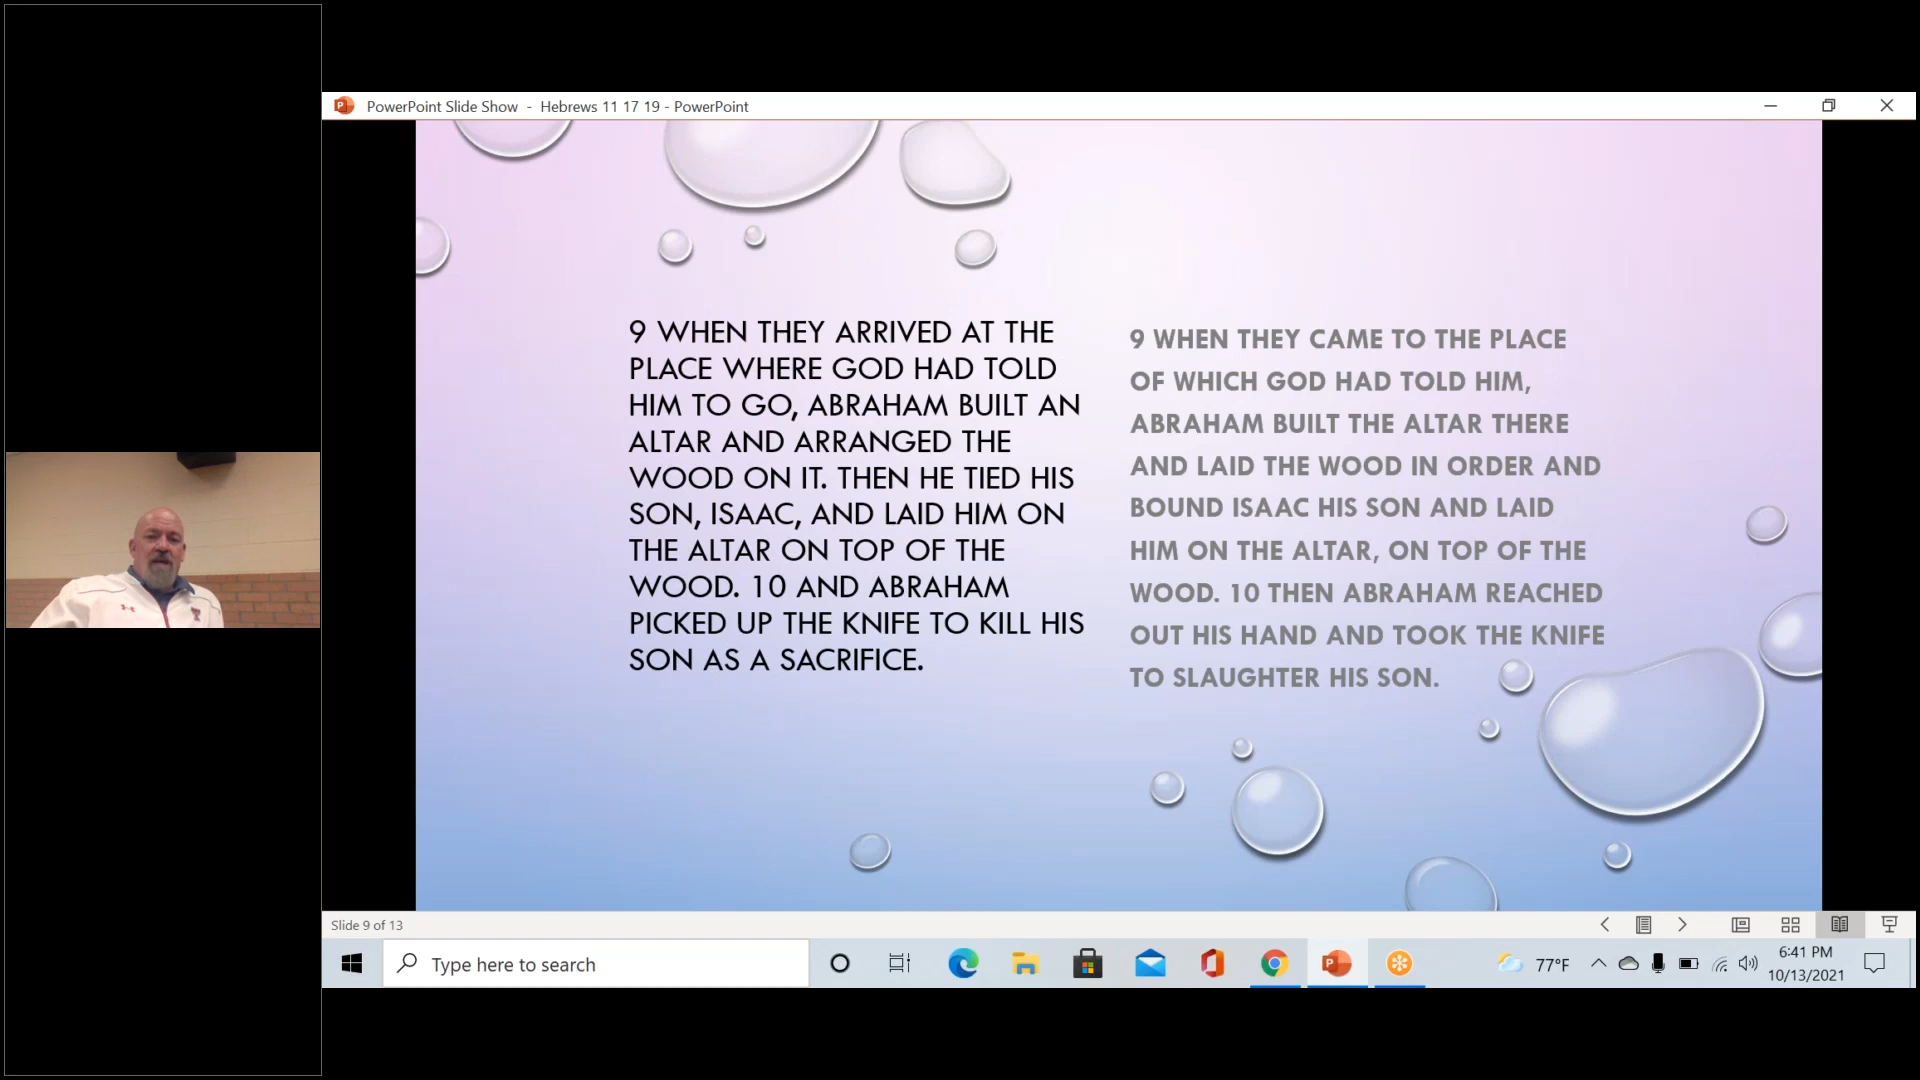 PowerPoint Slide Show - Hebrews 11 17 19 - PowerPoint
9 WHEN THEY ARRIVED AT THE
PLACE WHERE GOD HAD TOLD
HIM TO GO, ABRAHAM BUILT AN
ALTAR AND ARRANGED THE
WOOD ON IT. THEN HE TIED HIS
SON, ISAAC, AND LAID HIM ON
THE ALTAR ON TOP OF THE
WOOD. 10 AND ABRAHAM
PICKED UP THE KNIFE TO KILL HIS
SON AS A SACRIFICE.
9 WHEN THEY CAME TO THE PLACE
OF WHICH GOD HAD TOLD HIM,
ABRAHAM BUILT THE ALTAR THERE
AND LAID THE WOOD IN ORDER AND
BOUND ISAAC HIS SON AND LAID
HIM ON THE ALTAR, ON TOP OF THE
WOOD. 10 THEN ABRAHAM REACHED
OUT HIS HAND AND TOOK THE KNIFE
TO SLAUGHTER HIS SON.
Slide 9 of 13
Type here to search
77°F
6:41 PM
10/13/2021